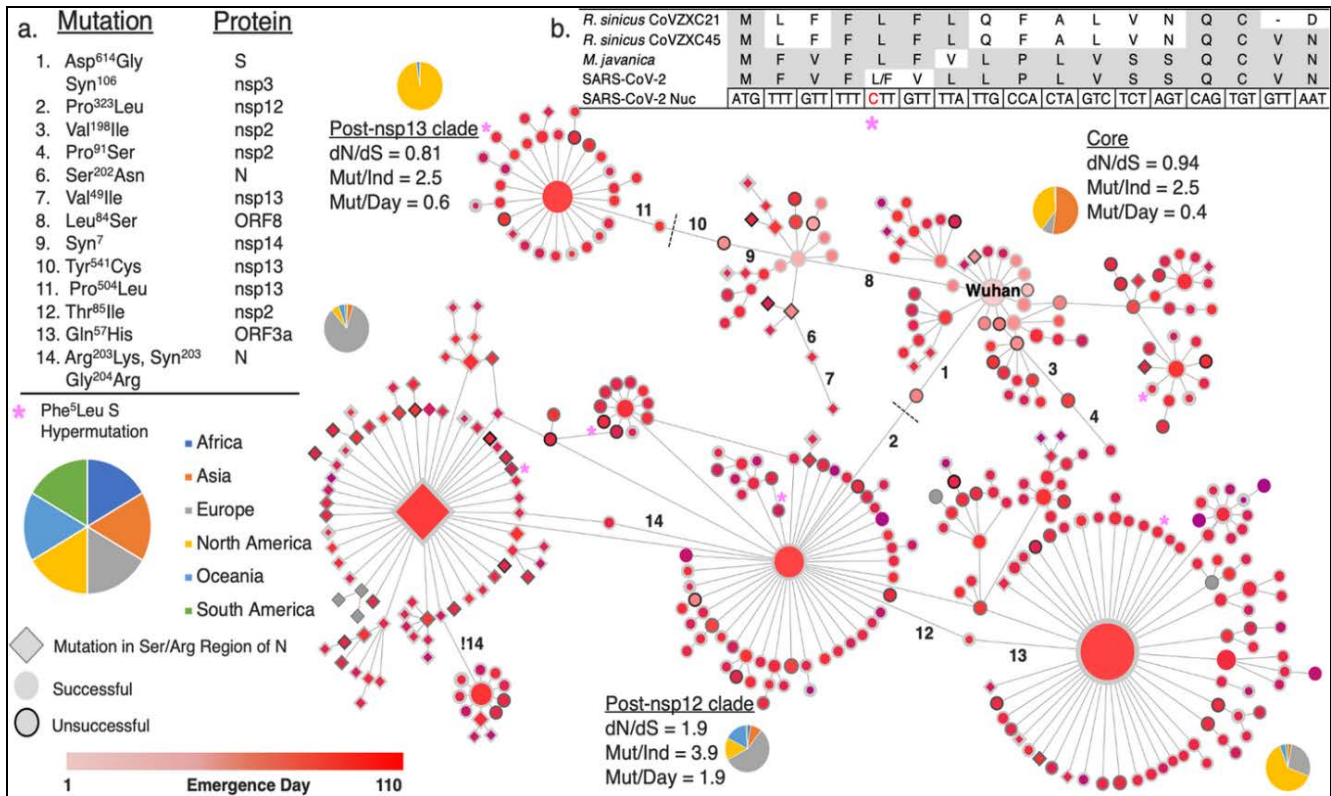 a. Mutation Protein
1. Asp⁶¹⁴Gly S
Syn¹⁰⁶ nsp3
2. Pro³²³Leu nsp12
3. Val¹⁹⁸Ile nsp2
4. Pro⁹¹Ser nsp2
6. Ser²⁰²Asn N
7. Val⁴⁹Ile nsp13
8. Leu⁸⁴Ser ORF8
9. Syn⁷ nsp14
10. Tyr⁵⁴¹Cys nsp13
11. Pro⁵⁰⁴Leu nsp13
12. Thr⁸⁵Ile nsp2
13. Gln⁵⁷His ORF3a
14. Arg²⁰³Lys, Syn²⁰³ N
Gly²⁰⁴Arg
* Phe⁵Leu S
Hypermutation
Africa
Asia
Europe
North America
Oceania
South America
Mutation in Ser/Arg Region of N
Successful
Unsuccessful
1 Emergence Day 110
b.
R. sinicus CoVZXC21 M L F F L F L Q F A L V N Q C - D
R. sinicus CoVZXC45 M L F F L F L Q F A L V N Q C V N
M. javanica M F V F L F V L P L V S S Q C V N
SARS-CoV-2 M F V F L/F V L L P L V S S Q C V N
SARS-CoV-2 Nuc ATG TTT GTT TTT CTT GTT TTA TTG CCA CTA GTC TCT AGT CAG TGT GTT AAT
*
Post-nsp13 clade
dN/dS = 0.81
Mut/Ind = 2.5
Mut/Day = 0.6
Core
dN/dS = 0.94
Mut/Ind = 2.5
Mut/Day = 0.4
*
11
10
9
8
Wuhan
6
7
1
3
4
2
*
*
*
*
*
14
!14
12
13
Post-nsp12 clade
dN/dS = 1.9
Mut/Ind = 3.9
Mut/Day = 1.9